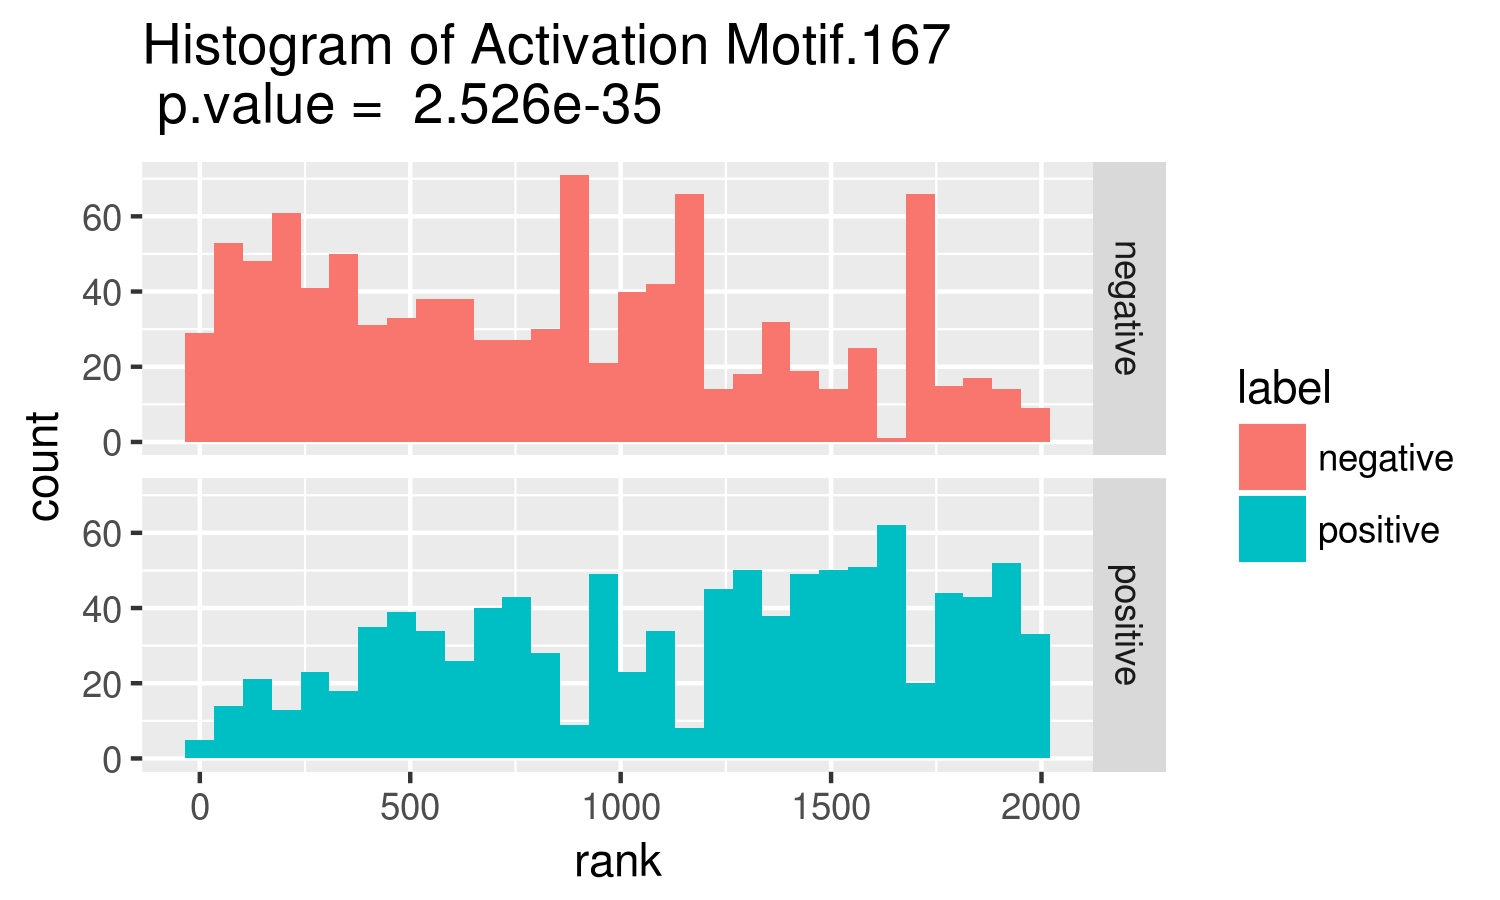 Histogram of Activation Motif.167
p.value =  2.526e-35
count
60
40
20
0
negative
60
40
20
0
positive
0 500 1000 1500 2000
rank
label
negative
positive